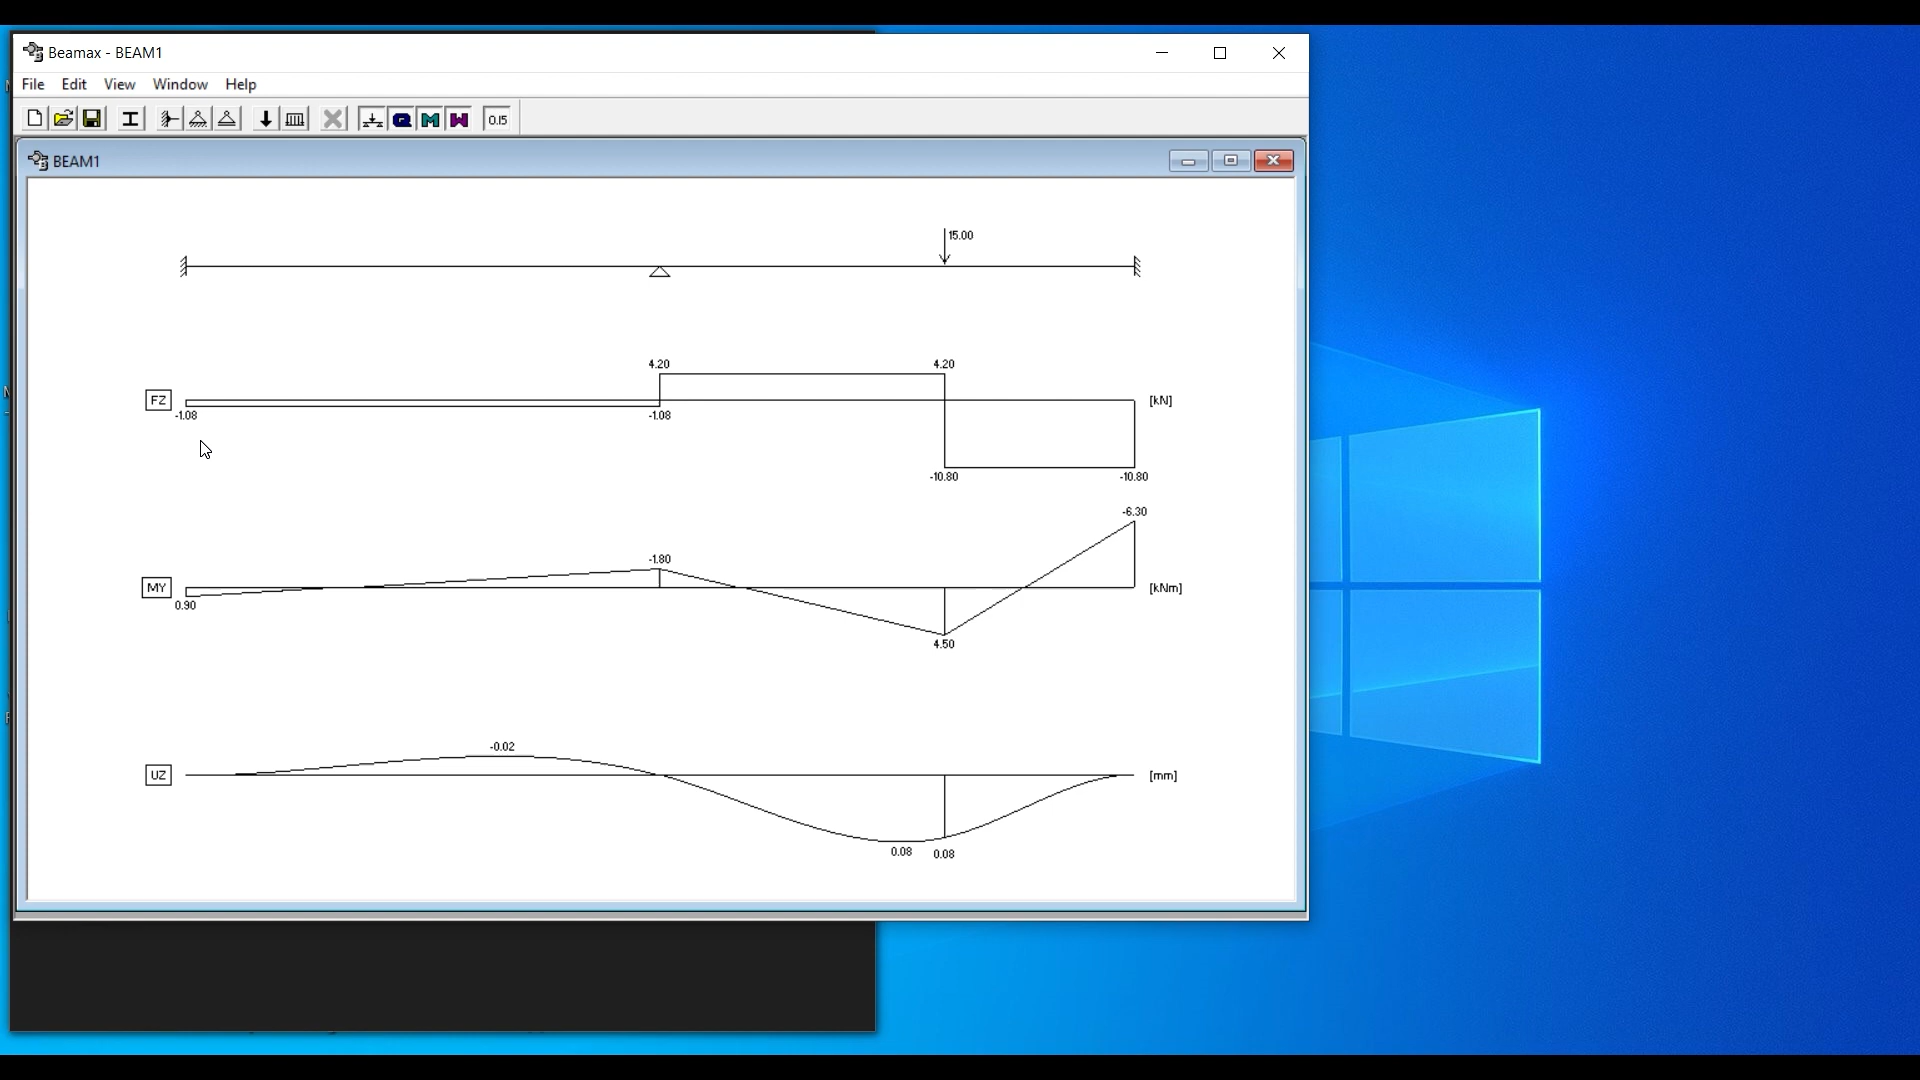 Beamax - BEAM1
File Edit View Window Help
0.15
BEAM1
15.00
4.20 4.20
FZ [kN]
-1.08 -1.08
-10.80 -10.80
-6.30
-1.80
MY [kNm]
0.90
4.50
-0.02
UZ [mm]
0.08 0.08